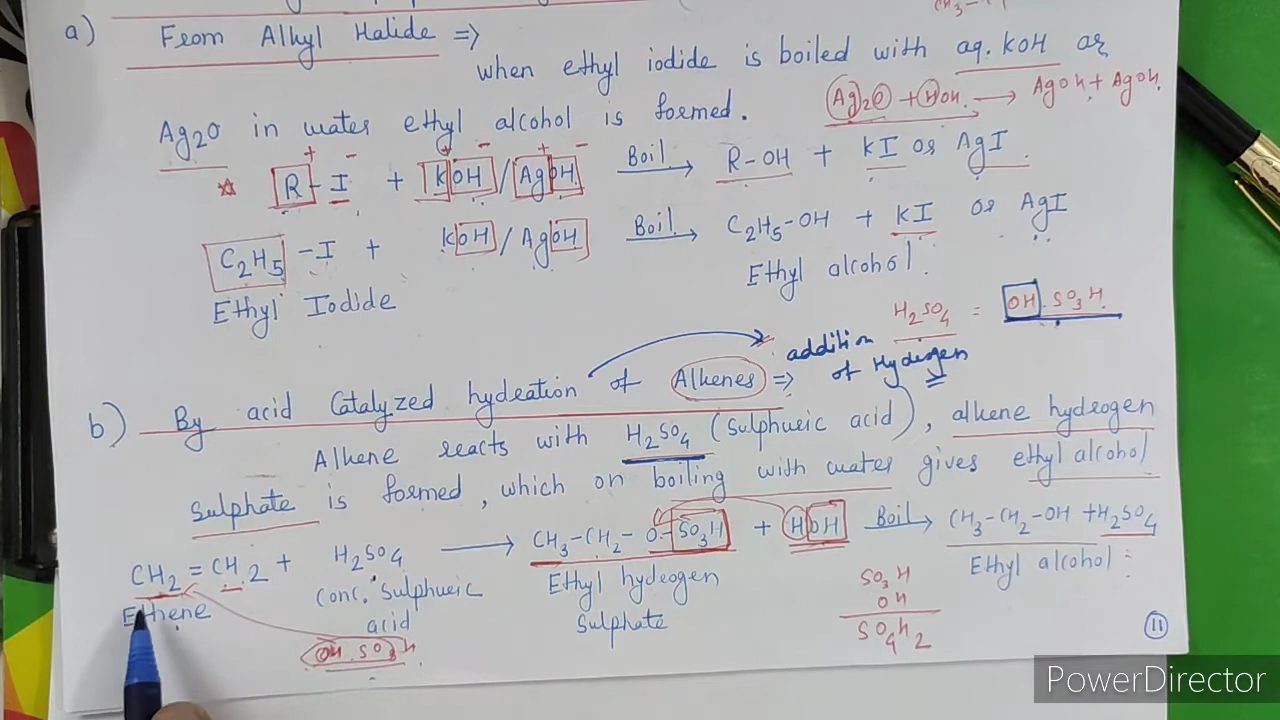 a) From Alkyl Halide ⇒
when ethyl iodide is boiled with aq. KOH or
Ag2O in water ethyl alcohol is formed.
Ag2O + HOH → AgOH + AgOH
+ - + - + -
R-I + KOH/AgOH Boil → R-OH + KI or AgI
C2H5-I + KOH/AgOH Boil → C2H5-OH + KI or AgI
Ethyl Iodide
Ethyl alcohol.
H2SO4 = OH.SO3H
addition
of Hydrogen
b) By acid Catalyzed hydration of Alkenes ⇒
Alkene reacts with H2SO4 (Sulphuric acid), alkene hydrogen
Sulphate is formed, which on boiling with water gives ethyl alcohol
CH2=CH2 + H2SO4 → CH3-CH2-O-SO3H + HOH Boil → CH3-CH2-OH + H2SO4
Ethene
Conc. Sulphuric
acid
Ethyl hydrogen
Sulphate
Ethyl alcohol.
OH.SO3H
SO3H
OH
SO4H2
11
PowerDirector